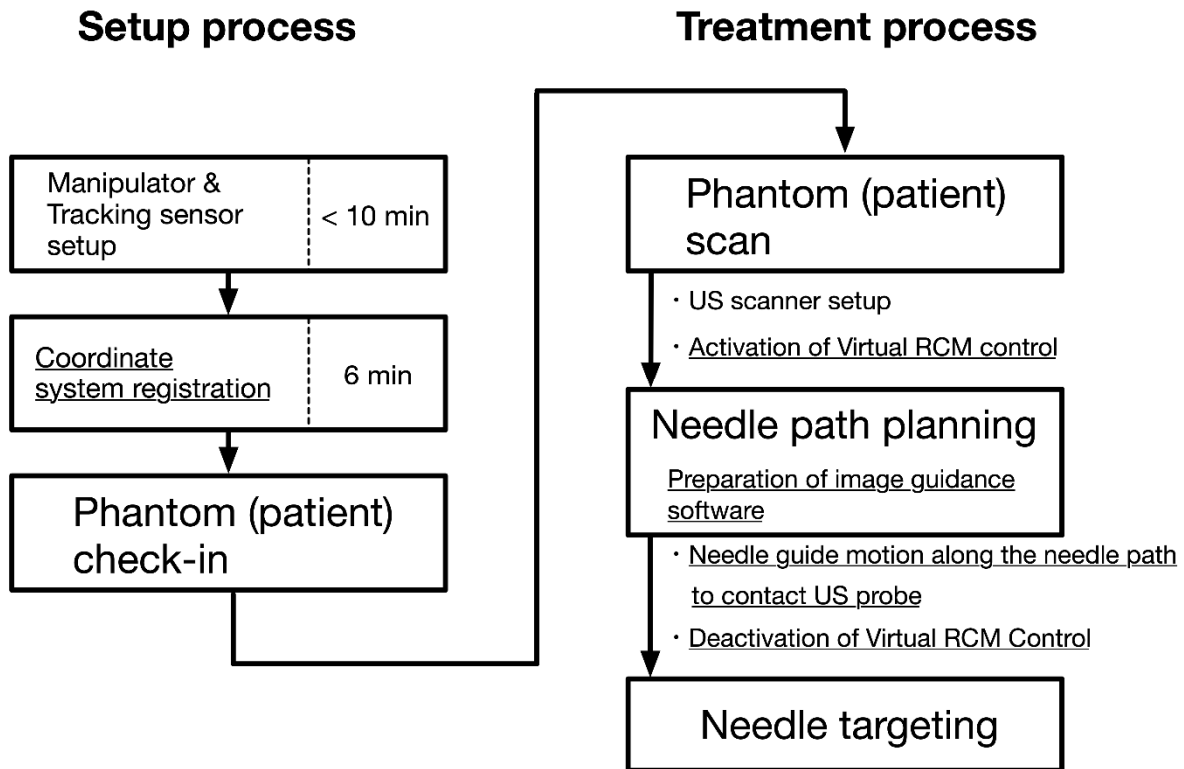 Setup process
Manipulator &
Tracking sensor
setup
< 10 min
Coordinate
system registration
6 min
Phantom (patient)
check-in
Treatment process
Phantom (patient)
scan
・US scanner setup
・Activation of Virtual RCM control
Needle path planning
Preparation of image guidance
software
・Needle guide motion along the needle path
to contact US probe
・Deactivation of Virtual RCM Control
Needle targeting